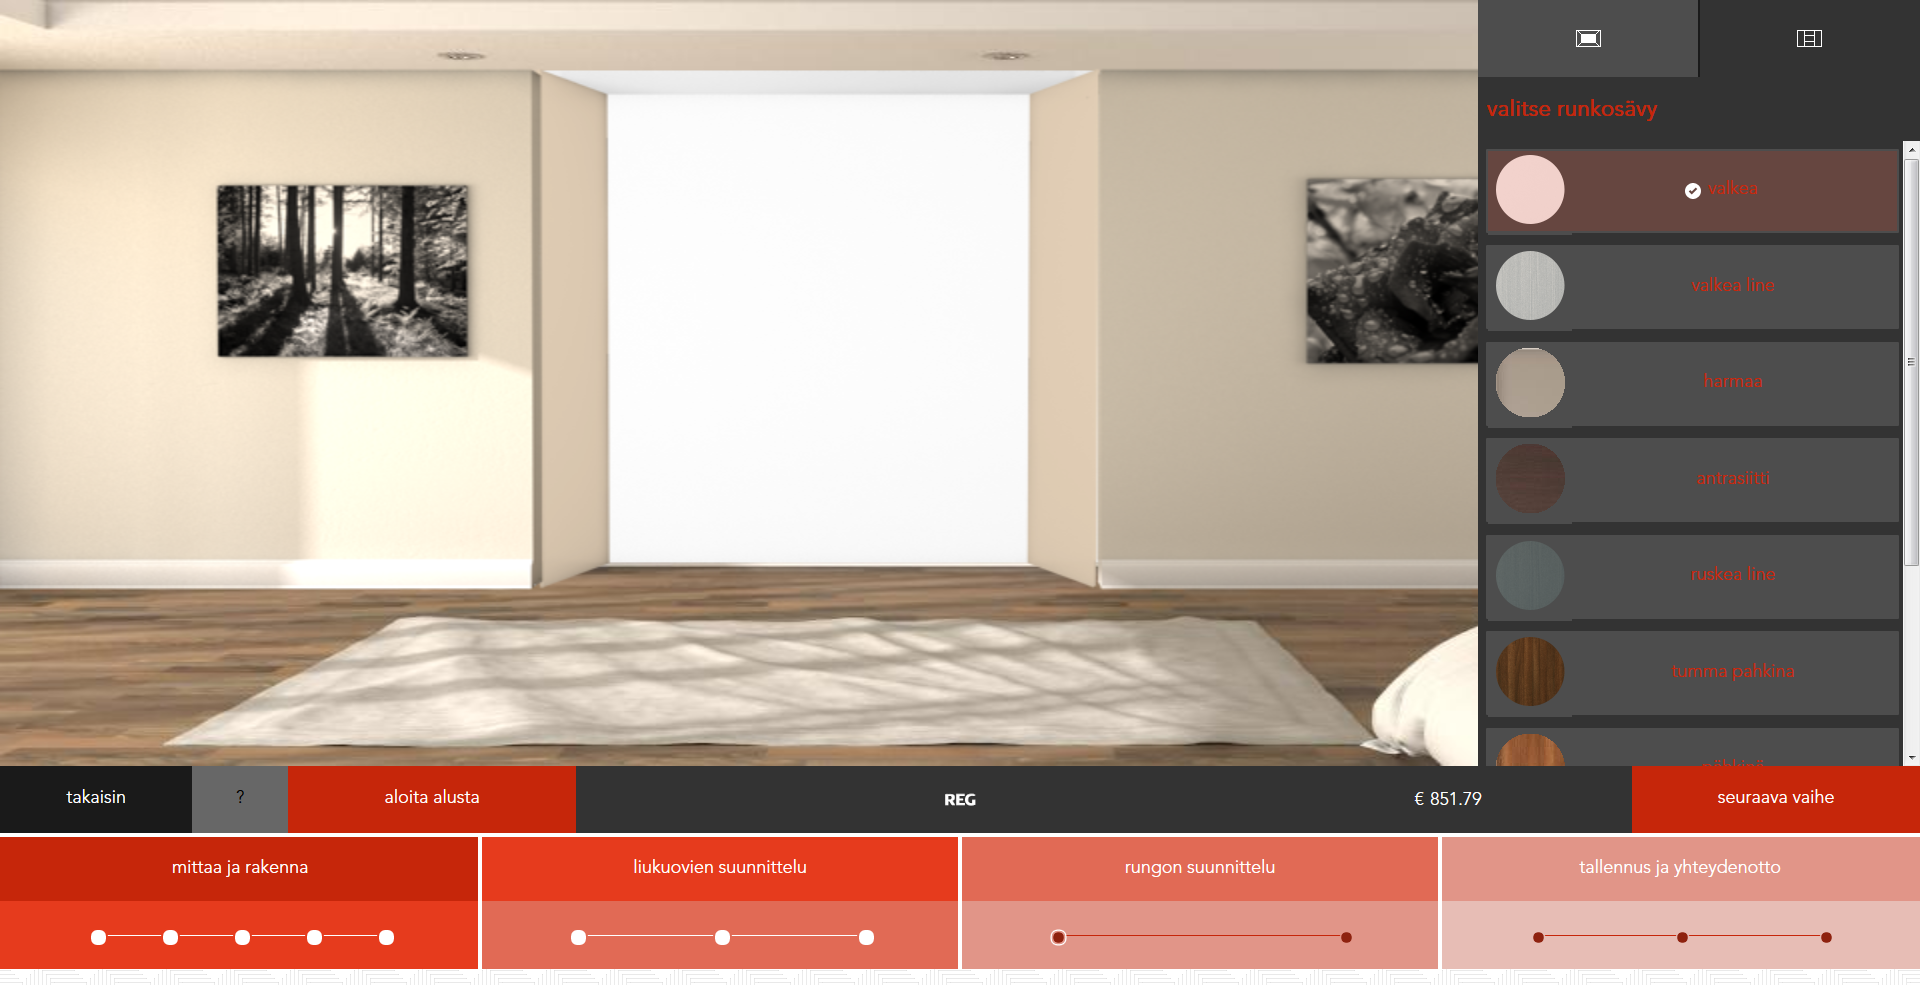 valitse runkosävy
valkea
valkea line
harmaa
antrasiitti
ruskea line
tumma pähkinä
pähkinä
takaisin
?
aloita alusta
REG
€ 851.79
seuraava vaihe
mittaa ja rakenna
liukuovien suunnittelu
rungon suunnittelu
tallennus ja yhteydenotto